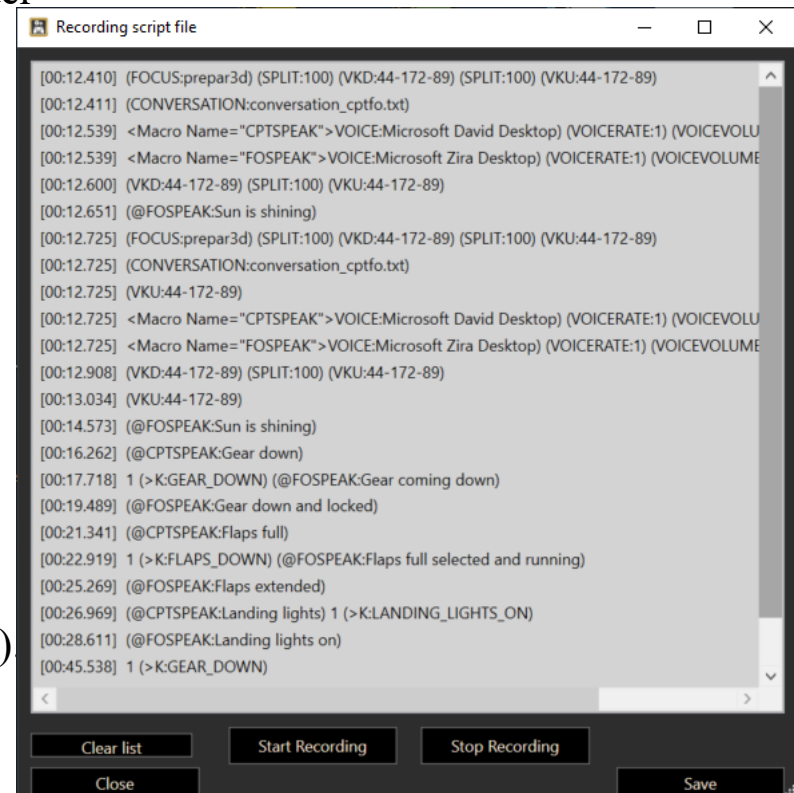 Recording script file
[00:12.410] (FOCUS:prepar3d) (SPLIT:100) (VKD:44-172-89) (SPLIT:100) (VKU:44-172-89)
[00:12.411] (CONVERSATION:conversation_cptfo.txt)
[00:12.539] <Macro Name="CPTSPEAK">VOICE:Microsoft David Desktop) (VOICERATE:1) (VOICEVOLU
[00:12.539] <Macro Name="FOSPEAK">VOICE:Microsoft Zira Desktop) (VOICERATE:1) (VOICEVOLUME
[00:12.600] (VKD:44-172-89) (SPLIT:100) (VKU:44-172-89)
[00:12.651] (@FOSPEAK:Sun is shining)
[00:12.725] (FOCUS:prepar3d) (SPLIT:100) (VKD:44-172-89) (SPLIT:100) (VKU:44-172-89)
[00:12.725] (CONVERSATION:conversation_cptfo.txt)
[00:12.725] (VKU:44-172-89)
[00:12.725] <Macro Name="CPTSPEAK">VOICE:Microsoft David Desktop) (VOICERATE:1) (VOICEVOLU
[00:12.725] <Macro Name="FOSPEAK">VOICE:Microsoft Zira Desktop) (VOICERATE:1) (VOICEVOLUME
[00:12.908] (VKD:44-172-89) (SPLIT:100) (VKU:44-172-89)
[00:13.034] (VKU:44-172-89)
[00:14.573] (@FOSPEAK:Sun is shining)
[00:16.262] (@CPTSPEAK:Gear down)
[00:17.718] 1 (>K:GEAR_DOWN) (@FOSPEAK:Gear coming down)
[00:19.489] (@FOSPEAK:Gear down and locked)
[00:21.341] (@CPTSPEAK:Flaps full)
[00:22.919] 1 (>K:FLAPS_DOWN) (@FOSPEAK:Flaps full selected and running)
[00:25.269] (@FOSPEAK:Flaps extended)
[00:26.969] (@CPTSPEAK:Landing lights) 1 (>K:LANDING_LIGHTS_ON)
[00:28.611] (@FOSPEAK:Landing lights on)
[00:45.538] 1 (>K:GEAR_DOWN)
Clear list Start Recording Stop Recording
Close Save